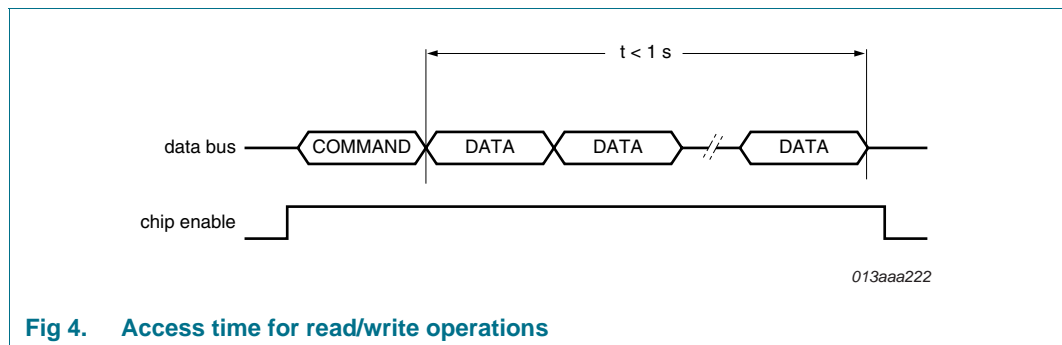 t < 1 s
data bus COMMAND DATA DATA DATA
chip enable
013aaa222
Fig 4. Access time for read/write operations